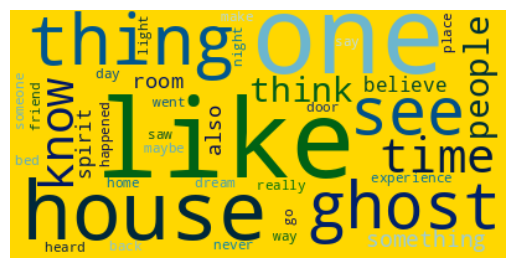 make
one
thing
light
night
say
place
people
day
room
think
believe
see
someone
friend
know
spirit
happened
went
like
door
saw
maybe
also
time
bed
home
dream
really
experience
house
ghost
go
way
something
heard
back
never